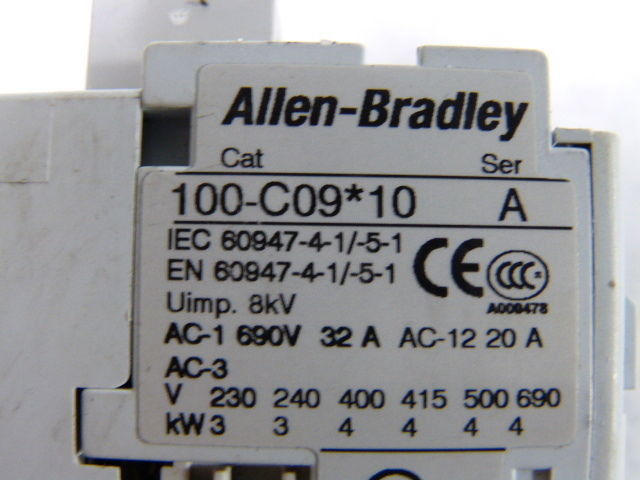 Allen-Bradley
Cat Ser
100-C09*10 A
IEC 60947-4-1/-5-1
EN 60947-4-1/-5-1
CE CCC
Uimp. 8kV
A000478
AC-1 690V 32 A AC-12 20 A
AC-3
V 230 240 400 415 500 690
kW 3 3 4 4 4 4